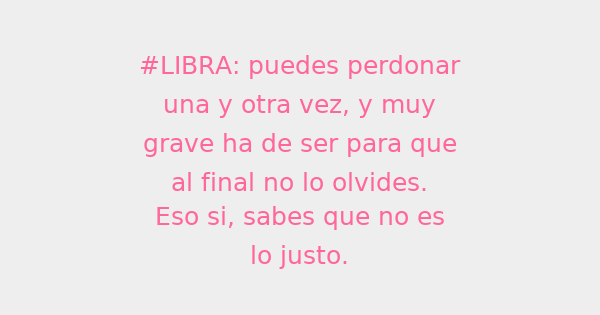 #LIBRA: puedes perdonar
una y otra vez, y muy
grave ha de ser para que
al final no lo olvides.
Eso si, sabes que no es
lo justo.